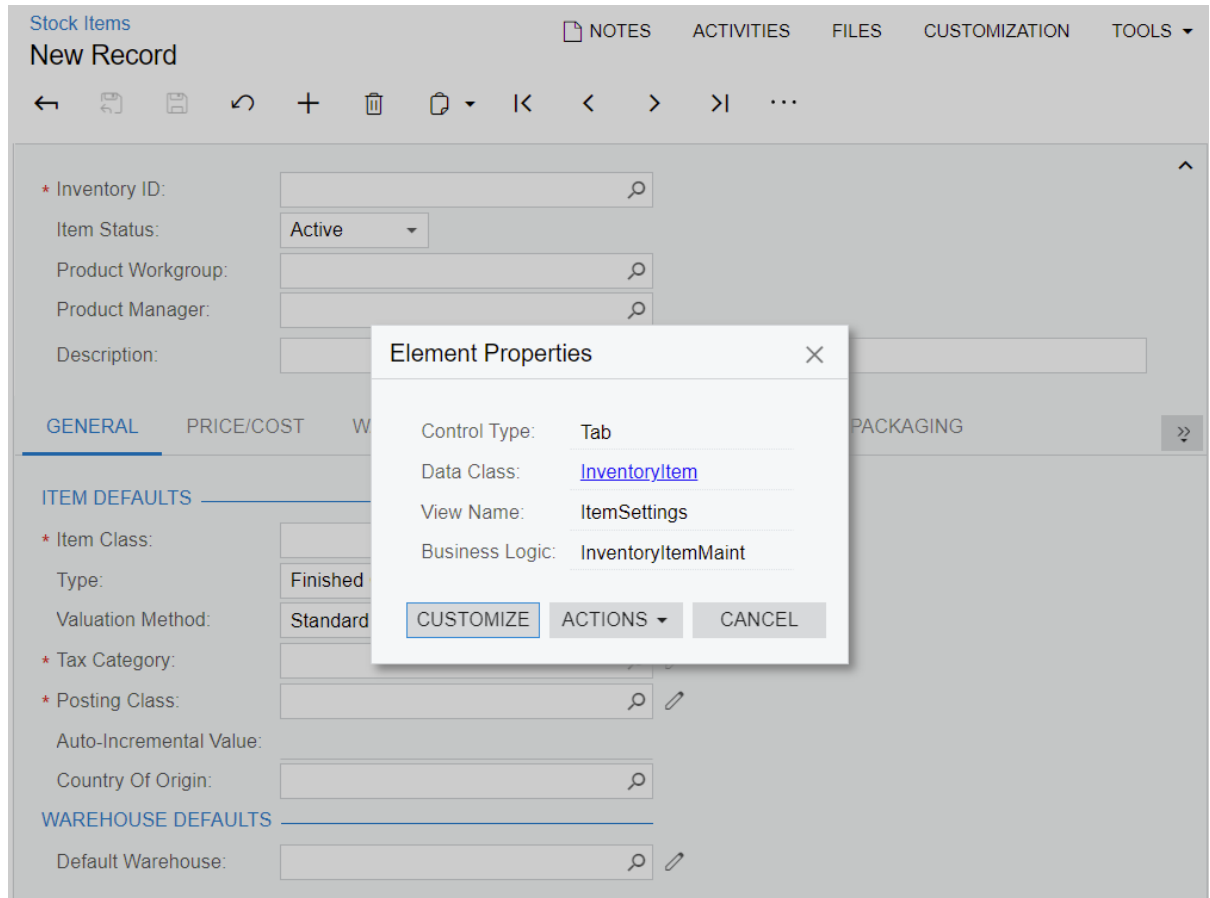 Stock Items
New Record
NOTES ACTIVITIES FILES CUSTOMIZATION TOOLS
* Inventory ID:
Item Status: Active
Product Workgroup:
Product Manager:
Description:
GENERAL PRICE/COST W PACKAGING
ITEM DEFAULTS
* Item Class:
Type: Finished
Valuation Method: Standard
* Tax Category:
* Posting Class:
Auto-Incremental Value:
Country Of Origin:
WAREHOUSE DEFAULTS
Default Warehouse:
Element Properties
Control Type: Tab
Data Class: InventoryItem
View Name: ItemSettings
Business Logic: InventoryItemMaint
CUSTOMIZE ACTIONS CANCEL